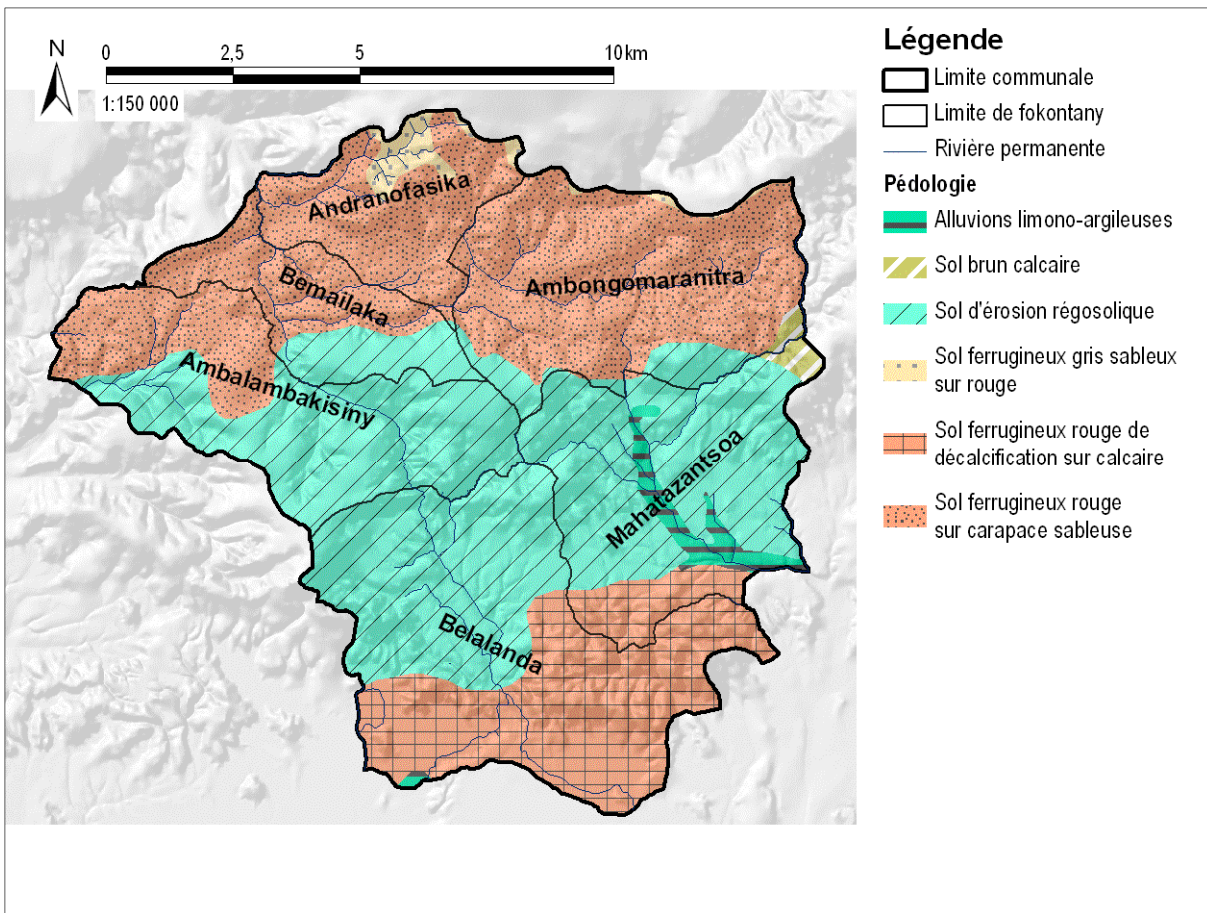 N
0 2,5 5 10 km
1:150 000
Légende
Limite communale
Limite de fokontany
Rivière permanente
Pédologie
Alluvions limono-argileuses
Sol brun calcaire
Sol d'érosion régosolique
Sol ferrugineux gris sableux
sur rouge
Sol ferrugineux rouge de
décalcification sur calcaire
Sol ferrugineux rouge
sur carapace sableuse
Andranofasika
Bemailaka
Ambongomaranitra
Ambalambakisiny
Mahatazantsoa
Belalanda